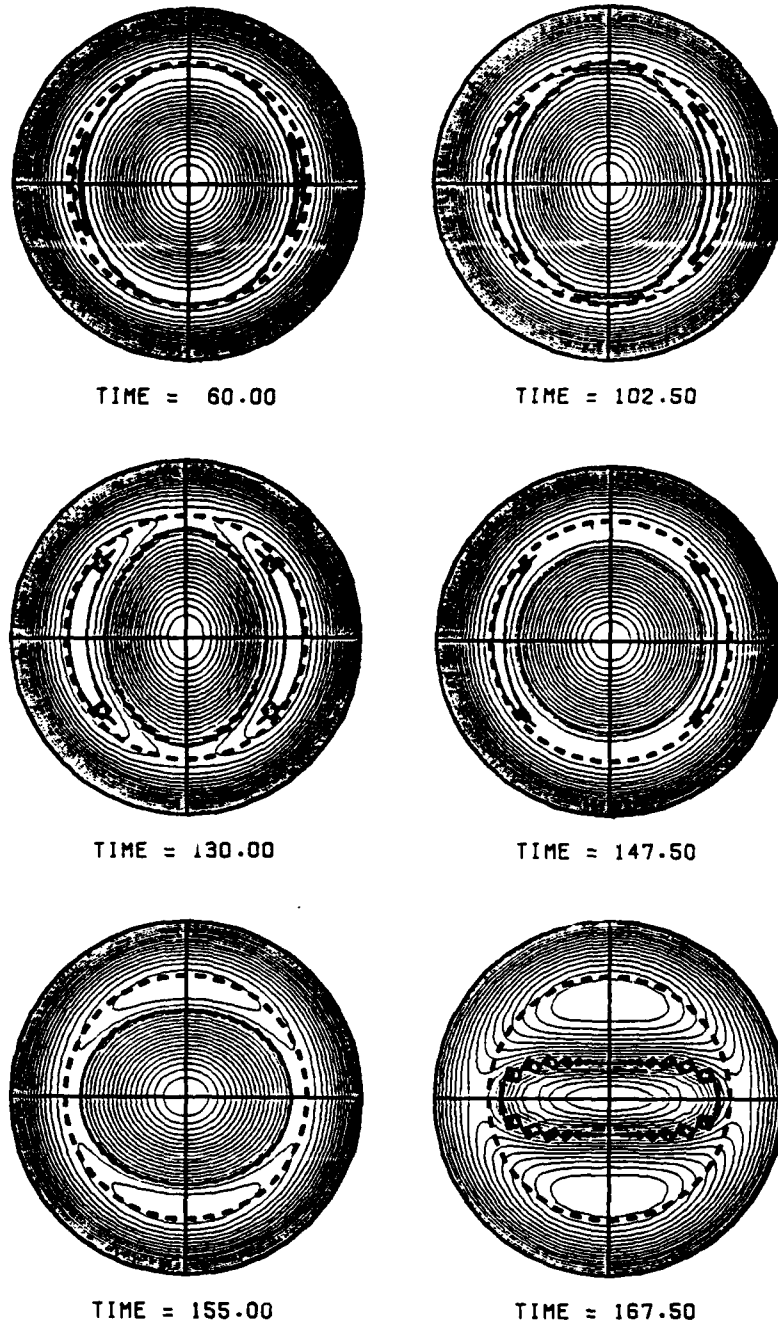 TIME = 60.00
TIME = 102.50
TIME = 130.00
TIME = 147.50
TIME = 155.00
TIME = 167.50